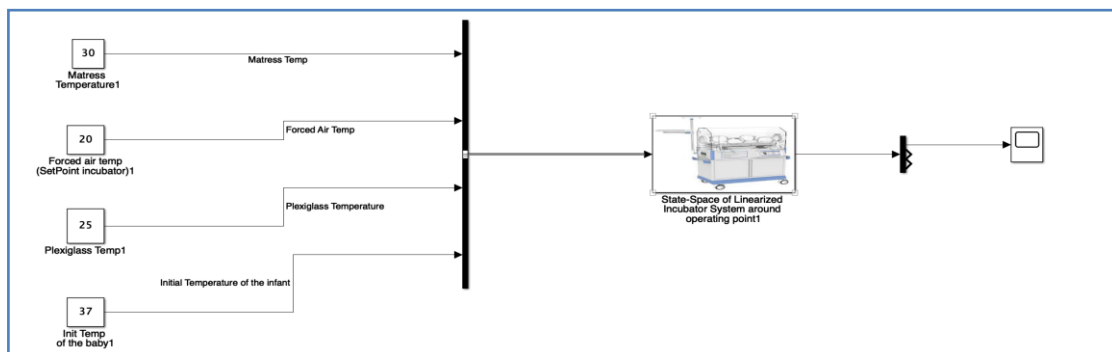 30
Matress Temp
Matress
Temperature1
20
Forced Air Temp
Forced air temp
(SetPoint incubator)1
25
Plexiglass Temperature
Plexiglass Temp1
Initial Temperature of the infant
37
Init Temp
of the baby1
State-Space of Linearized
Incubator System around
operating point1